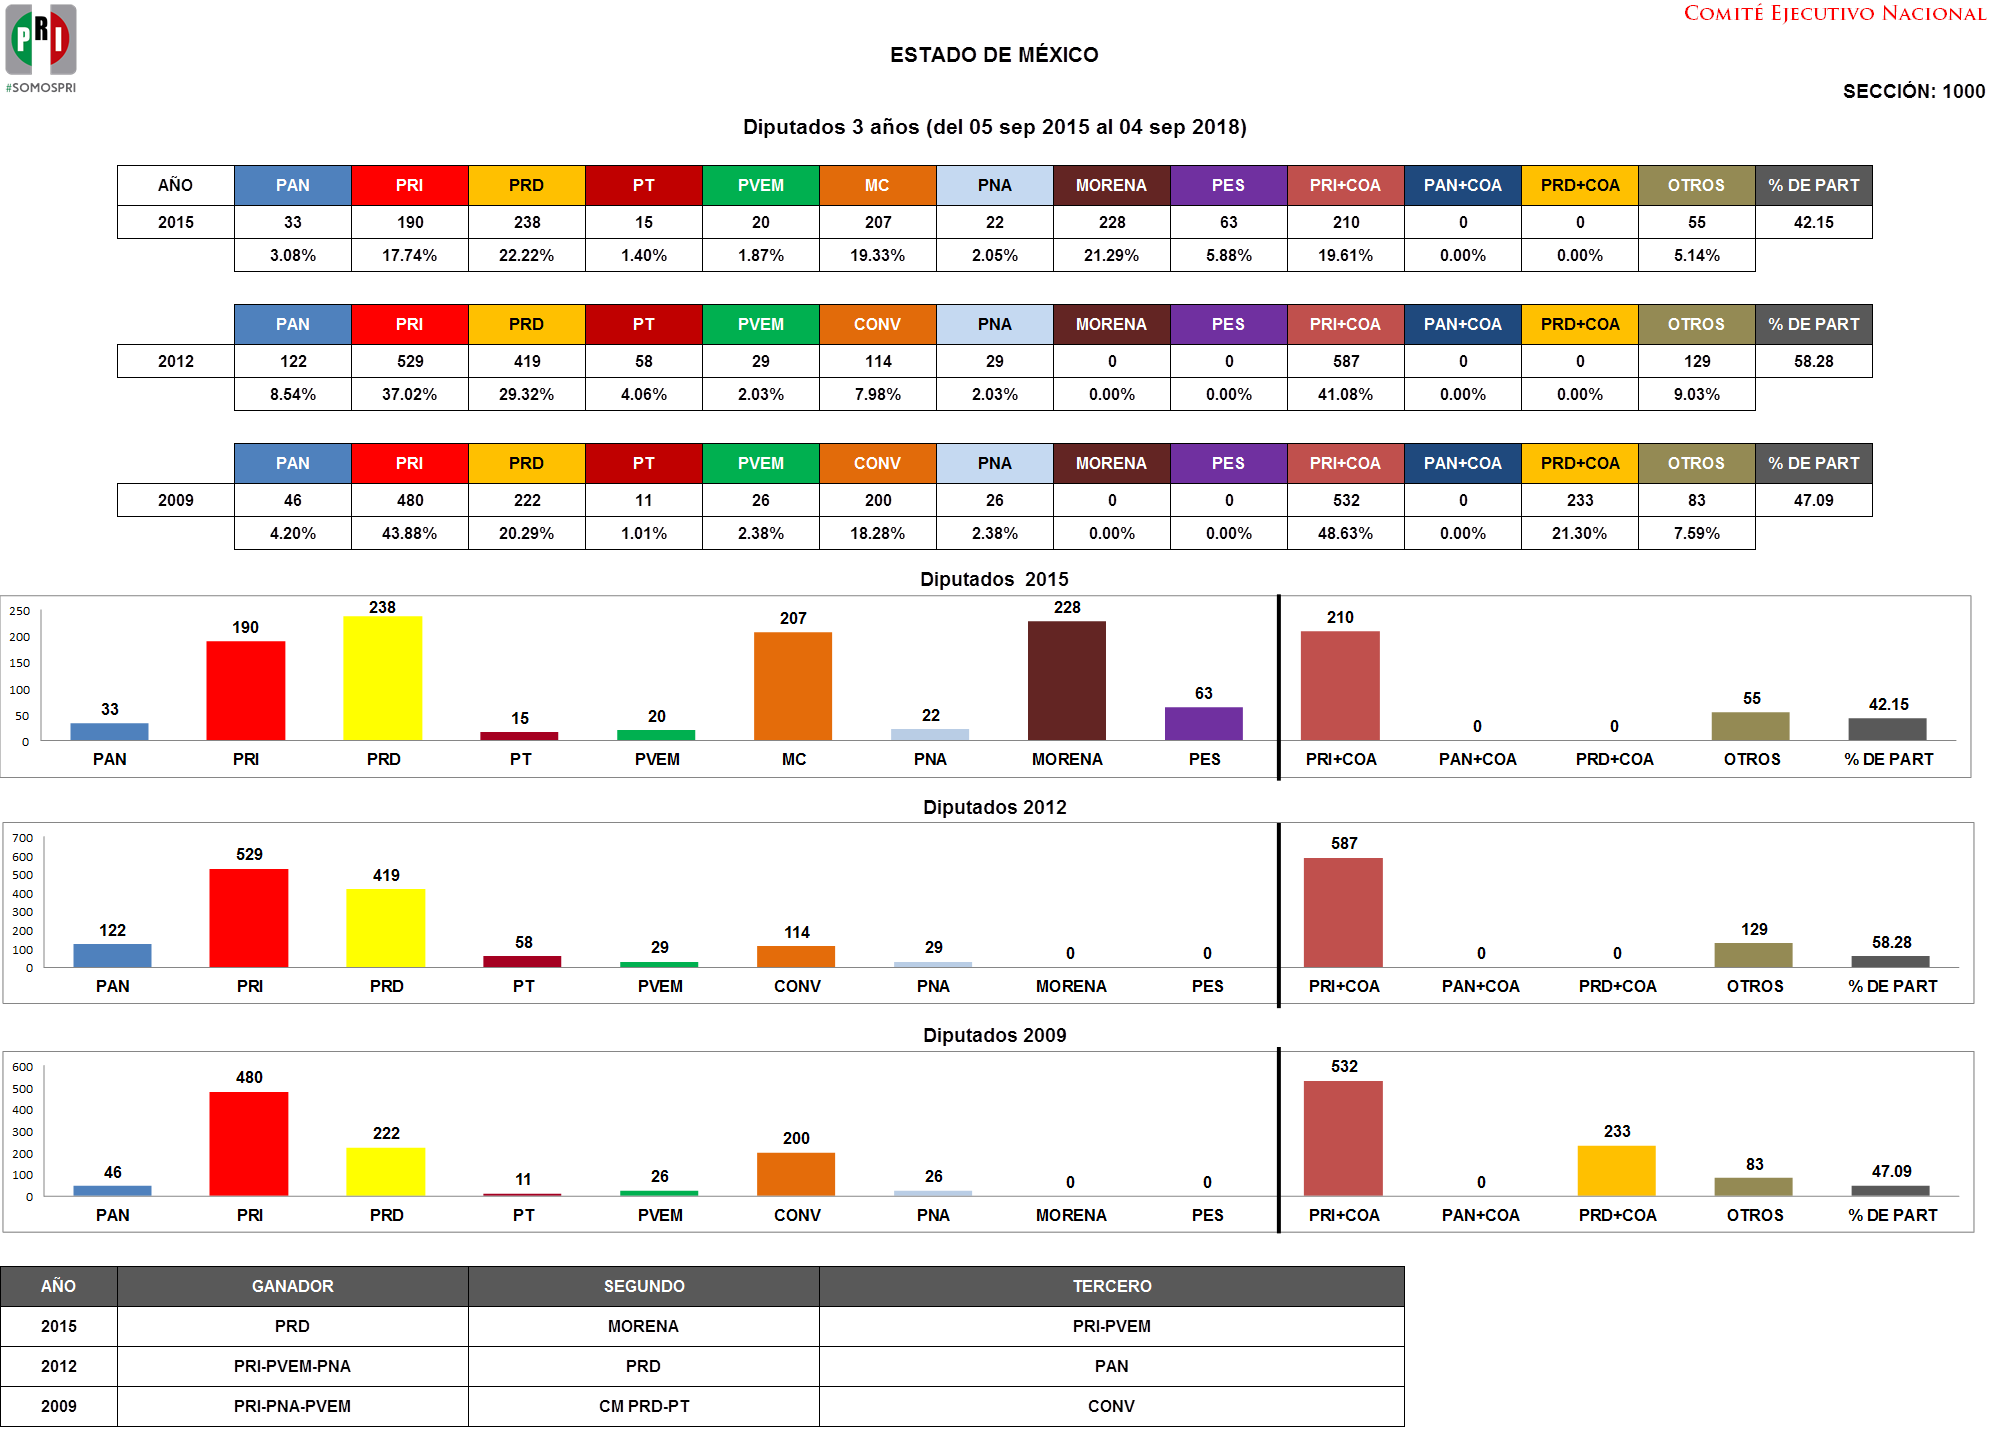 PRI
#SOMOSPRI
COMITÉ EJECUTIVO NACIONAL
ESTADO DE MÉXICO
SECCIÓN: 1000
Diputados 3 años (del 05 sep 2015 al 04 sep 2018)
AÑO PAN PRI PRD PT PVEM MC PNA MORENA PES PRI+COA PAN+COA PRD+COA OTROS % DE PART
2015 33 190 238 15 20 207 22 228 63 210 0 0 55 42.15
3.08% 17.74% 22.22% 1.40% 1.87% 19.33% 2.05% 21.29% 5.88% 19.61% 0.00% 0.00% 5.14%
PAN PRI PRD PT PVEM CONV PNA MORENA PES PRI+COA PAN+COA PRD+COA OTROS % DE PART
2012 122 529 419 58 29 114 29 0 0 587 0 0 129 58.28
8.54% 37.02% 29.32% 4.06% 2.03% 7.98% 2.03% 0.00% 0.00% 41.08% 0.00% 0.00% 9.03%
PAN PRI PRD PT PVEM CONV PNA MORENA PES PRI+COA PAN+COA PRD+COA OTROS % DE PART
2009 46 480 222 11 26 200 26 0 0 532 0 233 83 47.09
4.20% 43.88% 20.29% 1.01% 2.38% 18.28% 2.38% 0.00% 0.00% 48.63% 0.00% 21.30% 7.59%
Diputados 2015
250
200
150
100
50
0
33 190 238 15 20 207 22 228 63 210 0 0 55 42.15
PAN PRI PRD PT PVEM MC PNA MORENA PES PRI+COA PAN+COA PRD+COA OTROS % DE PART
Diputados 2012
700
600
500
400
300
200
100
0
122 529 419 58 29 114 29 0 0 587 0 0 129 58.28
PAN PRI PRD PT PVEM CONV PNA MORENA PES PRI+COA PAN+COA PRD+COA OTROS % DE PART
Diputados 2009
600
500
400
300
200
100
0
46 480 222 11 26 200 26 0 0 532 0 233 83 47.09
PAN PRI PRD PT PVEM CONV PNA MORENA PES PRI+COA PAN+COA PRD+COA OTROS % DE PART
AÑO GANADOR SEGUNDO TERCERO
2015 PRD MORENA PRI-PVEM
2012 PRI-PVEM-PNA PRD PAN
2009 PRI-PNA-PVEM CM PRD-PT CONV